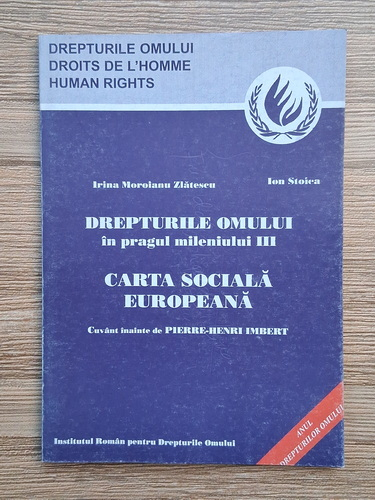 DREPTURILE OMULUI
DROITS DE L'HOMME
HUMAN RIGHTS
Irina Moroianu Zlătescu
Ion Stoica
DREPTURILE OMULUI
în pragul mileniului III
CARTA SOCIALĂ
EUROPEANĂ
Cuvânt înainte de PIERRE-HENRI IMBERT
ANUL
DREPTURILOR OMULUI
Institutul Român pentru Drepturile Omului